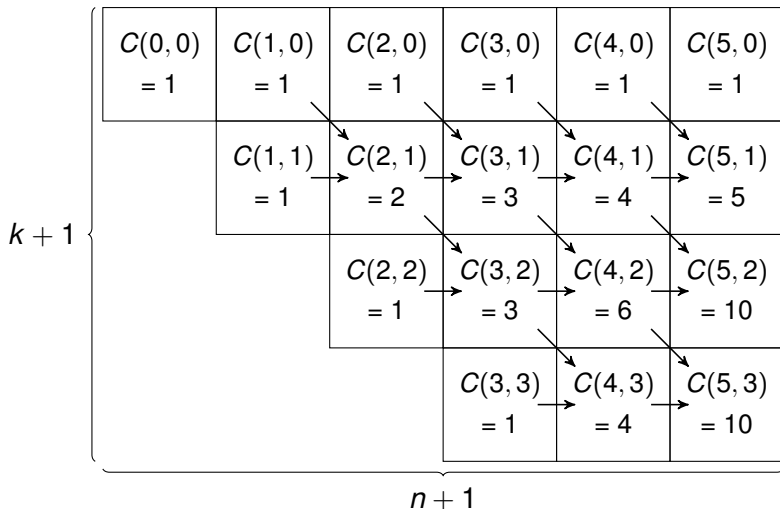 C(0, 0) C(1, 0) C(2, 0) C(3, 0) C(4, 0) C(5, 0)
= 1 = 1 = 1 = 1 = 1 = 1
C(1, 1) C(2, 1) C(3, 1) C(4, 1) C(5, 1)
= 1 = 2 = 3 = 4 = 5
k + 1
C(2, 2) C(3, 2) C(4, 2) C(5, 2)
= 1 = 3 = 6 = 10
C(3, 3) C(4, 3) C(5, 3)
= 1 = 4 = 10
n + 1